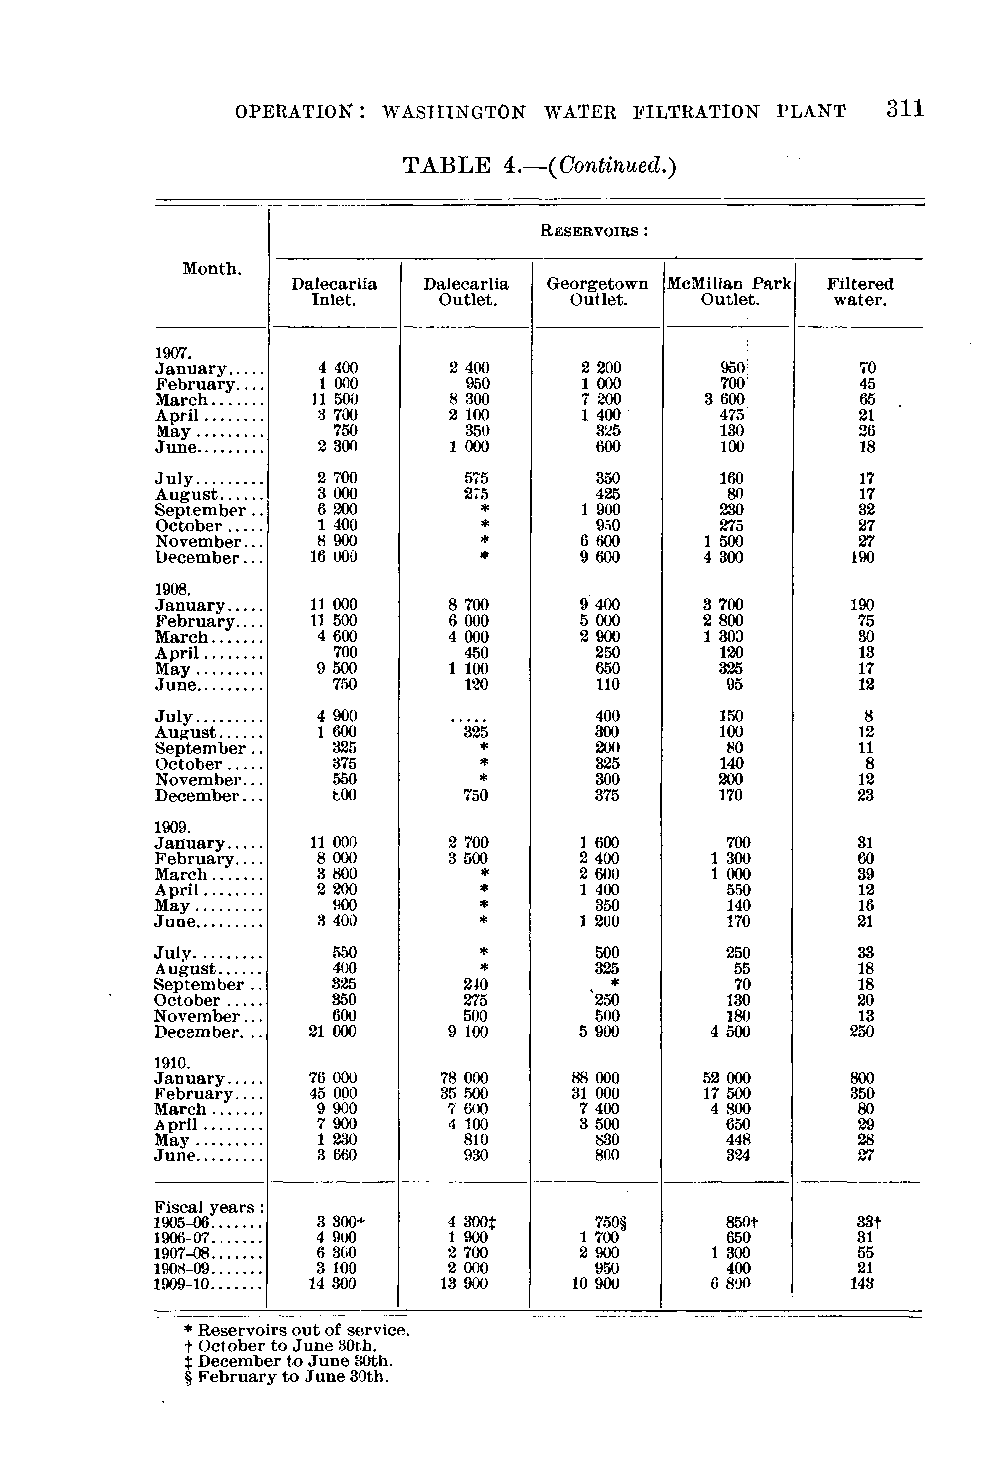 OPERATION: WASHINGTON WATER FILTRATION PLANT 311
TABLE 4.—(Continued.)
RESERVOIRS:
Month.
Dalecarlia Inlet. Dalecarlia Outlet. Georgetown Outlet. McMillan Park Outlet. Filtered water.
1907.
January..... 4 400 2 400 2 200 950 70
February.... 1 000 950 1 000 700 45
March....... 11 500 8 300 7 200 3 600 65
April........ 3 700 2 100 1 400 475 21
May......... 750 350 325 130 26
June......... 2 300 1 000 600 100 18
July......... 2 700 575 350 160 17
August...... 3 000 275 425 80 17
September.. 6 200 * 1 900 230 32
October..... 1 400 * 950 275 27
November... 8 900 * 6 600 1 500 27
December... 16 000 * 9 600 4 300 190
1908.
January..... 11 000 8 700 9 400 3 700 190
February.... 11 500 6 000 5 000 2 800 75
March....... 4 600 4 000 2 900 1 300 30
April........ 700 450 250 120 13
May......... 9 500 1 100 650 325 17
June......... 750 120 110 95 12
July......... 4 900 ..... 400 150 8
August...... 1 600 325 300 100 12
September.. 325 * 200 80 11
October..... 375 * 325 140 8
November... 550 * 300 200 12
December... 750 375 170 23
1909.
January..... 11 000 2 700 1 600 700 31
February.... 8 000 3 500 2 400 1 300 60
March....... 3 800 * 2 600 1 000 39
April........ 2 200 * 1 400 550 12
May......... 900 * 350 140 16
June......... 3 400 * 1 200 170 21
July......... 550 * 500 250 33
August...... 400 * 325 55 18
September.. 325 240 * 70 18
October..... 350 275 250 130 20
November... 600 500 500 180 13
December... 21 000 9 100 5 900 4 500 250
1910.
January..... 76 000 78 000 88 000 52 000 800
February.... 45 000 35 500 31 000 17 500 350
March....... 9 900 7 600 7 400 4 800 80
April........ 7 900 4 100 3 500 650 29
May......... 1 230 810 830 448 28
June......... 3 660 930 800 324 27
Fiscal years:
1905-06....... 3 300† 4 300‡ 750§ 850† 33†
1906-07....... 4 900 1 900 1 700 650 31
1907-08....... 6 300 2 700 2 900 1 300 55
1908-09....... 3 100 2 000 950 400 21
1909-10....... 14 300 13 900 10 900 6 800 143
* Reservoirs out of service.
† October to June 30th.
‡ December to June 30th.
§ February to June 30th.